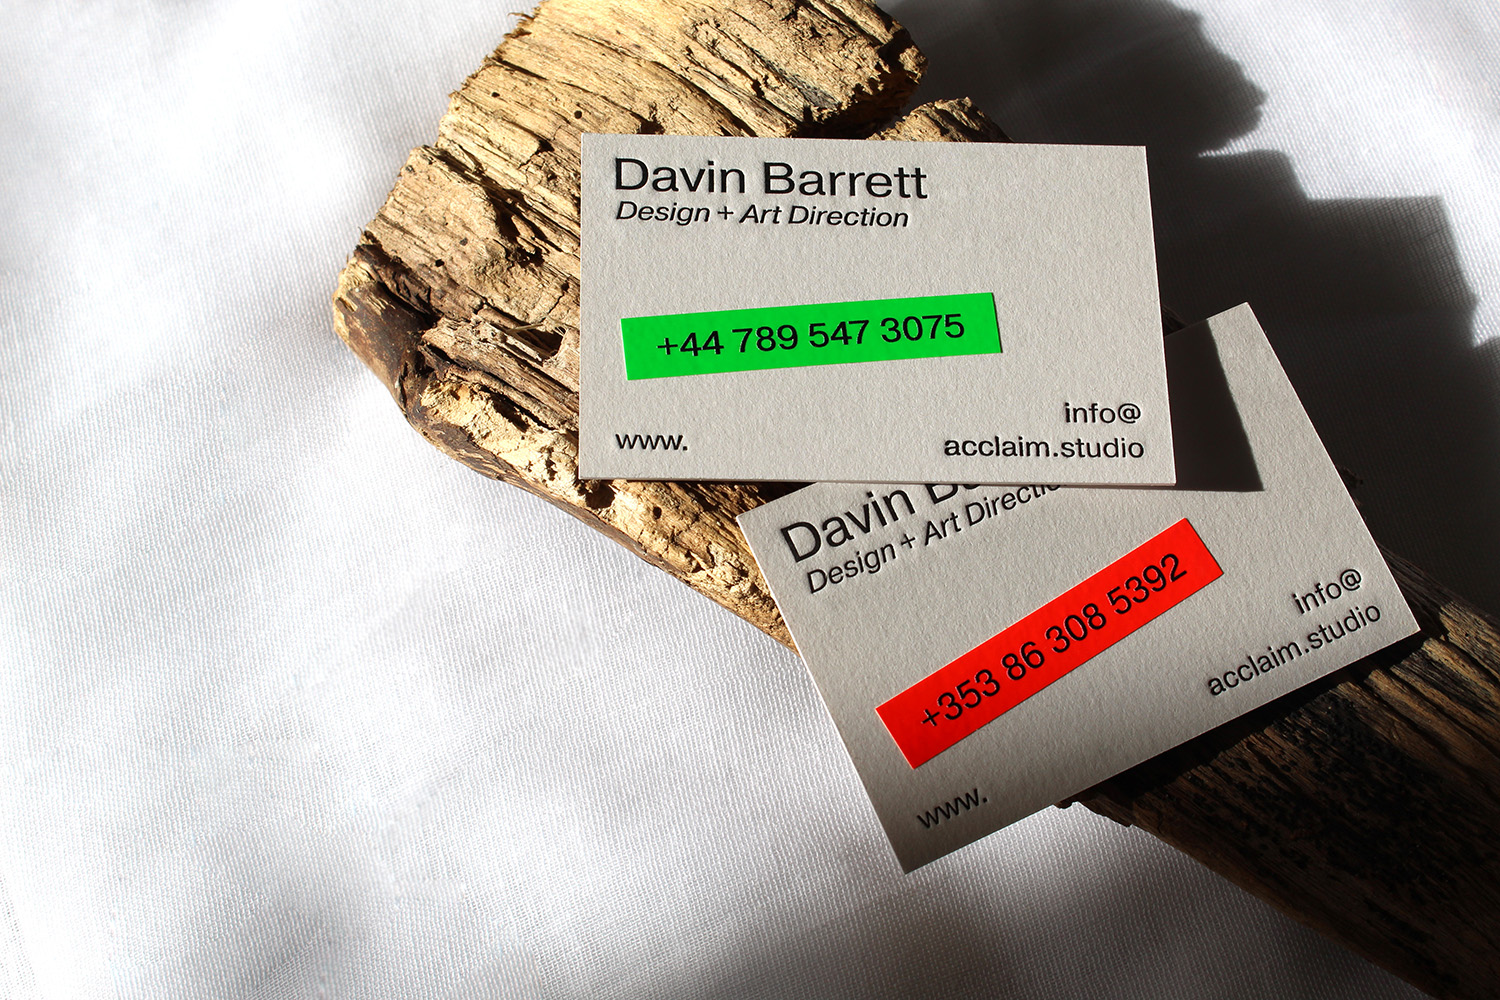 Davin Barrett
Design + Art Direction
+44 789 547 3075
www.
info@
acclaim.studio
Davin
Design + Art
+353 86 308 5392
info@
acclaim.studio
www.